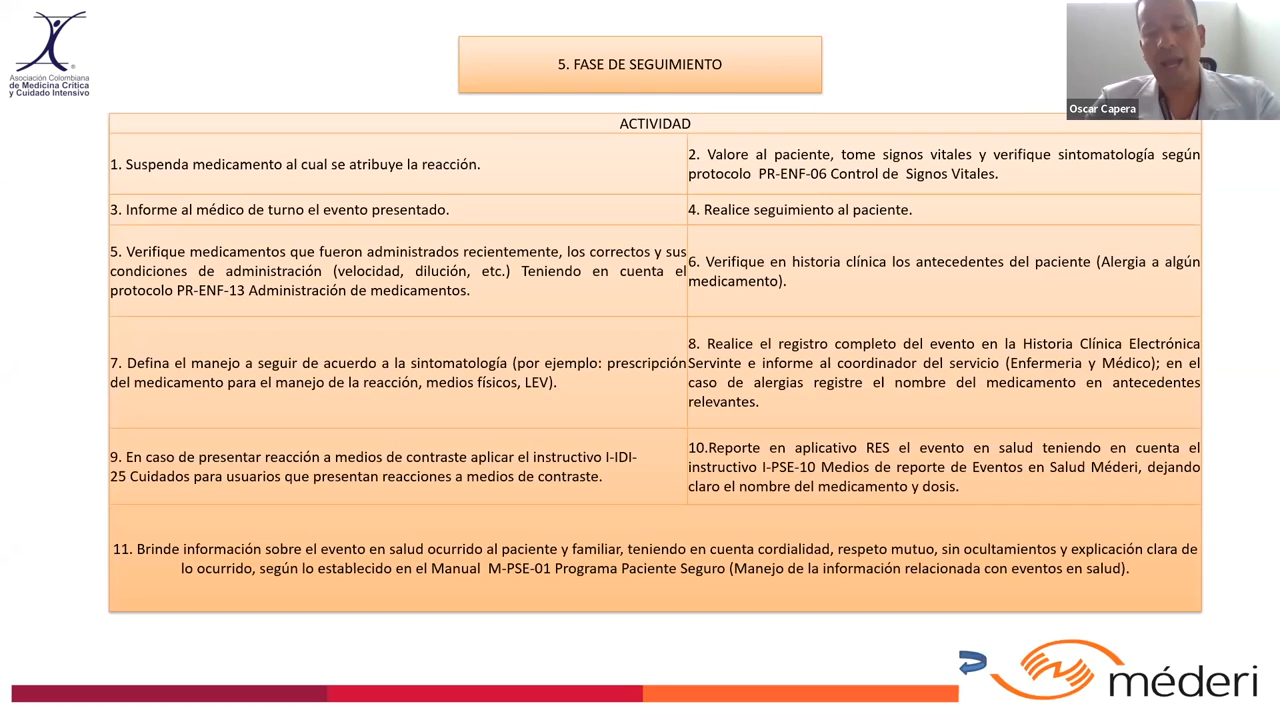 Asociación Colombiana
de Medicina Crítica
y Cuidado Intensivo
5. FASE DE SEGUIMIENTO
Oscar Capera
ACTIVIDAD
1. Suspenda medicamento al cual se atribuye la reacción.
2. Valore al paciente, tome signos vitales y verifique sintomatología según
protocolo PR-ENF-06 Control de Signos Vitales.
3. Informe al médico de turno el evento presentado.
4. Realice seguimiento al paciente.
5. Verifique medicamentos que fueron administrados recientemente, los correctos y sus
condiciones de administración (velocidad, dilución, etc.) Teniendo en cuenta el
protocolo PR-ENF-13 Administración de medicamentos.
6. Verifique en historia clínica los antecedentes del paciente (Alergia a algún
medicamento).
7. Defina el manejo a seguir de acuerdo a la sintomatología (por ejemplo: prescripción
del medicamento para el manejo de la reacción, medios físicos, LEV).
8. Realice el registro completo del evento en la Historia Clínica Electrónica
Servinte e informe al coordinador del servicio (Enfermeria y Médico); en el
caso de alergias registre el nombre del medicamento en antecedentes
relevantes.
9. En caso de presentar reacción a medios de contraste aplicar el instructivo I-IDI-
25 Cuidados para usuarios que presentan reacciones a medios de contraste.
10.Reporte en aplicativo RES el evento en salud teniendo en cuenta el
instructivo I-PSE-10 Medios de reporte de Eventos en Salud Méderi, dejando
claro el nombre del medicamento y dosis.
11. Brinde información sobre el evento en salud ocurrido al paciente y familiar, teniendo en cuenta cordialidad, respeto mutuo, sin ocultamientos y explicación clara de
lo ocurrido, según lo establecido en el Manual M-PSE-01 Programa Paciente Seguro (Manejo de la información relacionada con eventos en salud).
méderi